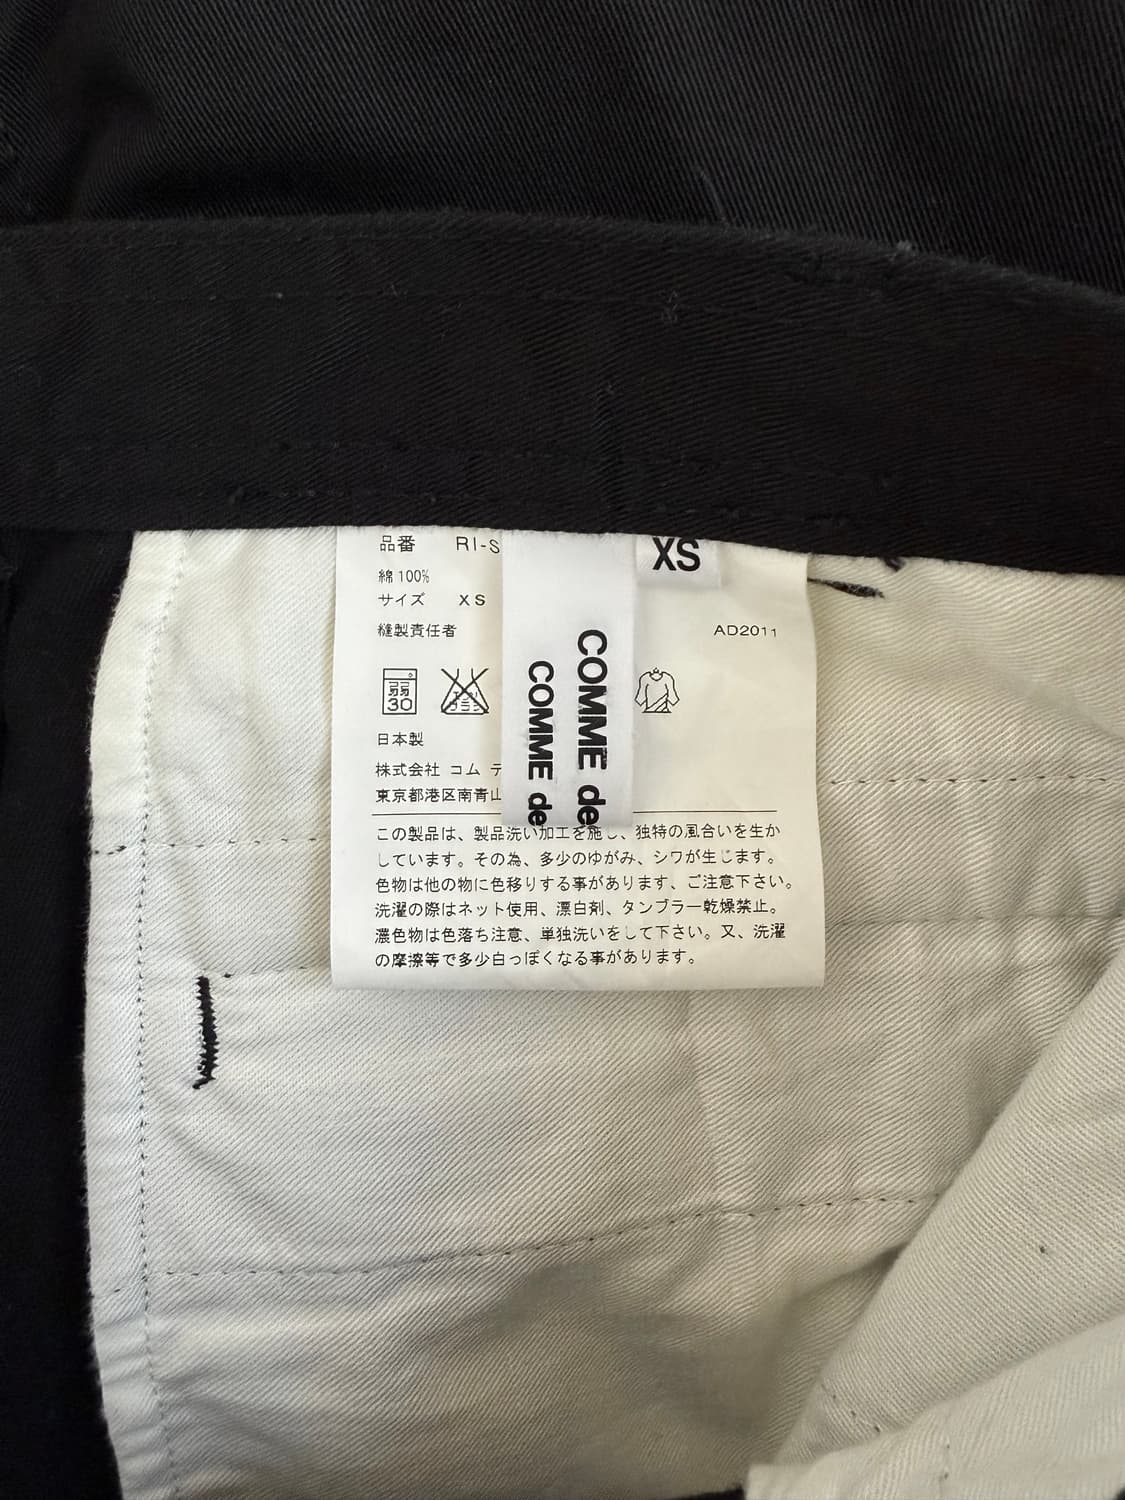 品番 RI-S
XS
綿100%
サイズ XS
縫製責任者
AD2011
弱
30
日本製
株式会社 コム デ
東京都港区南青山
COMME de
COMME de
この製品は、製品洗い加工を施し、独特の風合いを生か
しています。その為、多少のゆがみ、シワが生じます。
色物は他の物に色移りする事があります、ご注意下さい。
洗濯の際はネット使用、漂白剤、タンブラー乾燥禁止。
濃色物は色落ち注意、単独洗いをして下さい。又、洗濯
の摩擦等で多少白っぽくなる事があります。